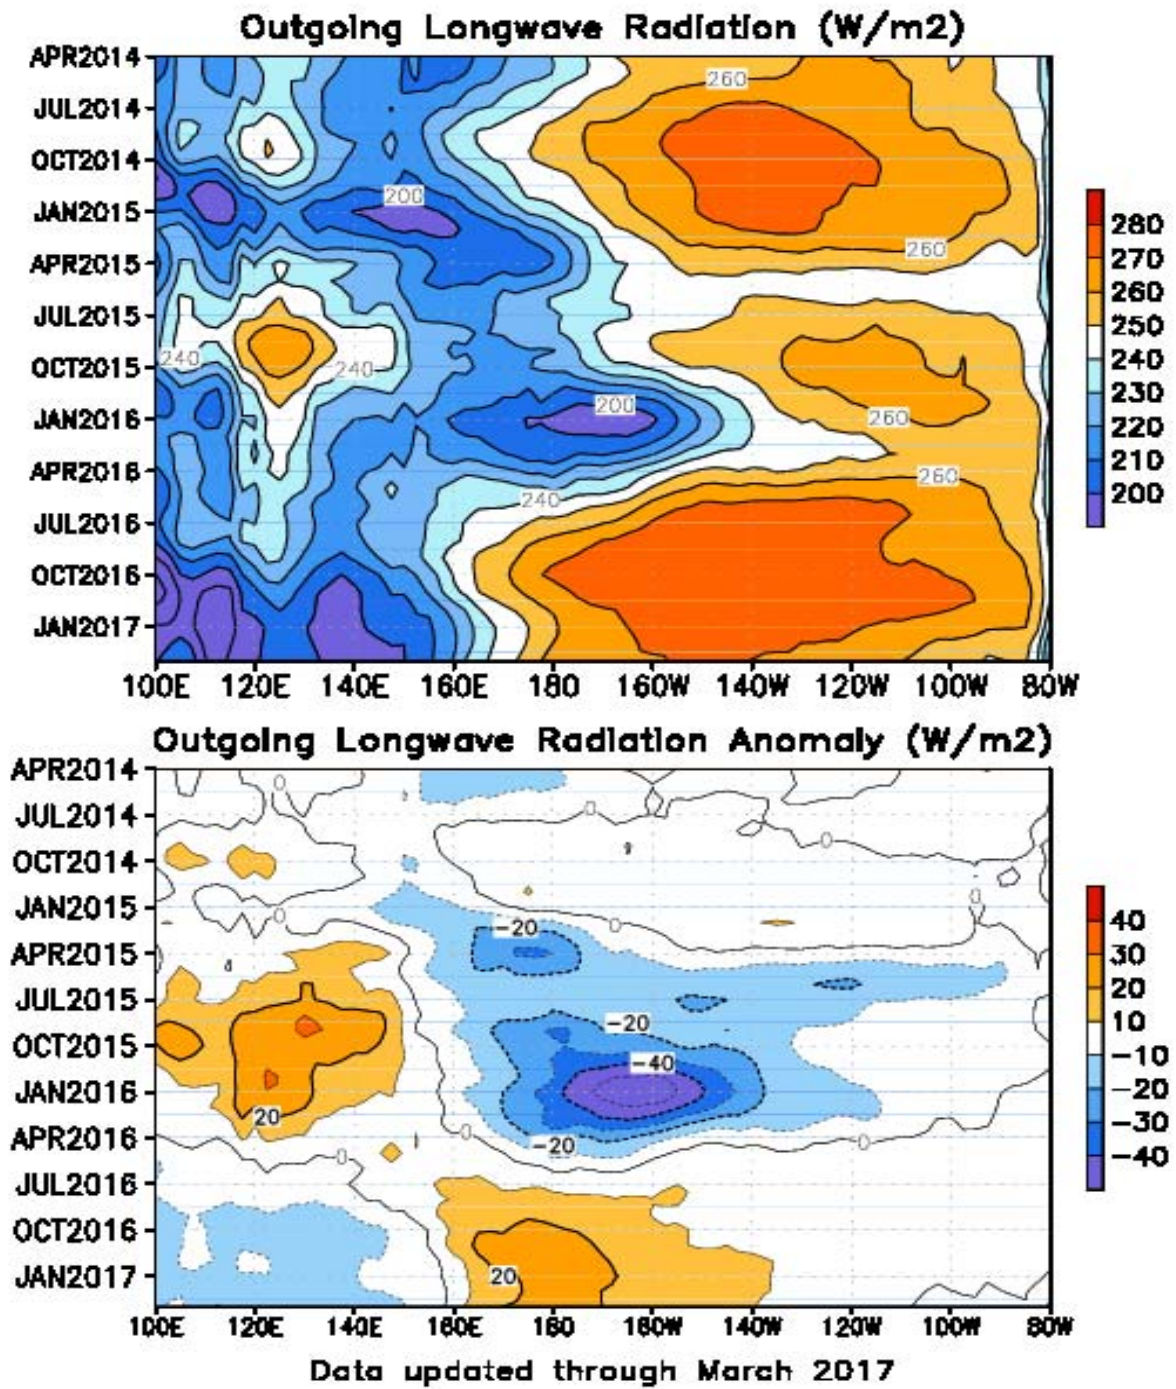 Outgoing Longwave Radiation (W/m2)
APR2014
JUL2014
OCT2014
JAN2015
APR2015
JUL2015
OCT2015
JAN2016
APR2016
JUL2016
OCT2016
JAN2017
260
200
260
240
240
200
260
260
240
280
270
260
250
240
230
220
210
200
100E 120E 140E 160E 180 160W 140W 120W 100W 80W
Outgoing Longwave Radiation Anomaly (W/m2)
APR2014
JUL2014
OCT2014
JAN2015
APR2015
JUL2015
OCT2015
JAN2016
APR2016
JUL2016
OCT2016
JAN2017
0
0
0
0
0
0
-20
-20
-40
20
-20
0
0
0
20
40
30
20
10
-10
-20
-30
-40
100E 120E 140E 160E 180 160W 140W 120W 100W 80W
Data updated through March 2017